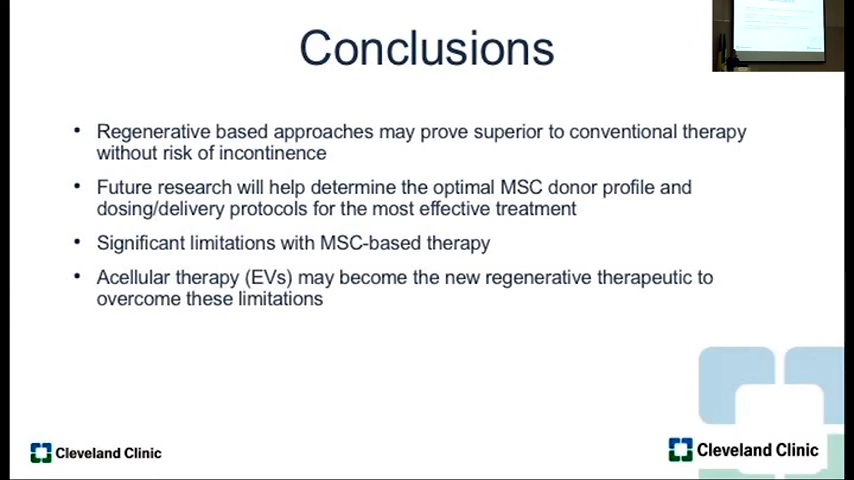 Conclusions
• Regenerative based approaches may prove superior to conventional therapy
without risk of incontinence
• Future research will help determine the optimal MSC donor profile and
dosing/delivery protocols for the most effective treatment
• Significant limitations with MSC-based therapy
• Acellular therapy (EVs) may become the new regenerative therapeutic to
overcome these limitations
Cleveland Clinic
Cleveland Clinic